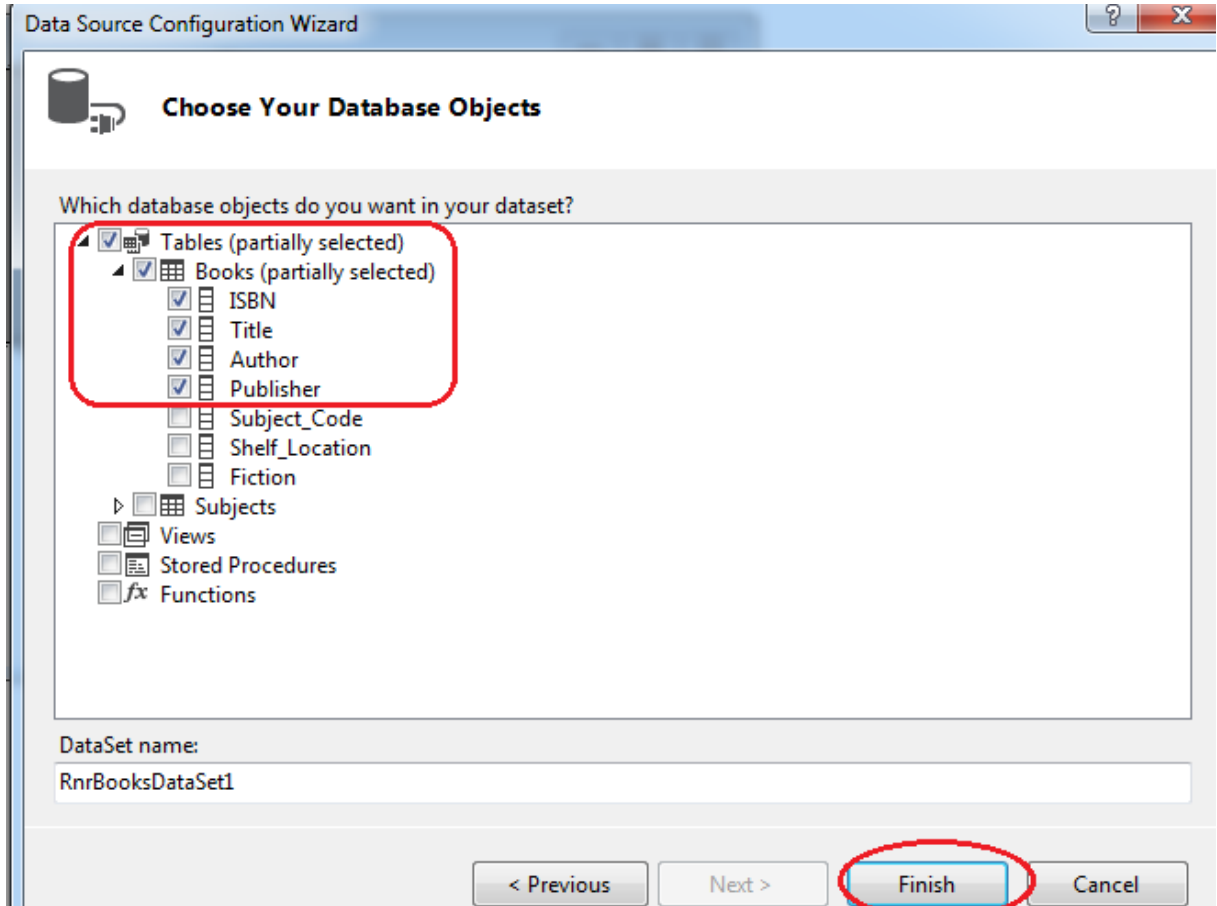 Data Source Configuration Wizard
? X
Choose Your Database Objects
Which database objects do you want in your dataset?
Tables (partially selected)
Books (partially selected)
ISBN
Title
Author
Publisher
Subject_Code
Shelf_Location
Fiction
Subjects
Views
Stored Procedures
fx Functions
DataSet name:
RnrBooksDataSet1
< Previous Next > Finish Cancel